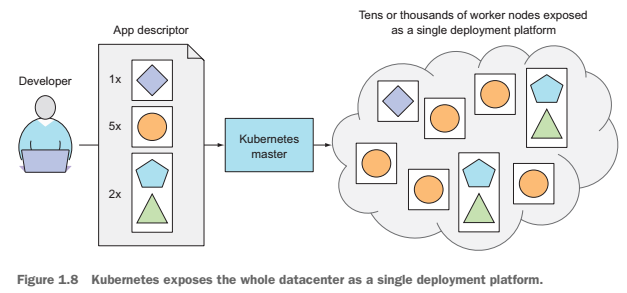 Tens or thousands of worker nodes exposed
as a single deployment platform
App descriptor
Developer
1x
5x
2x
Kubernetes
master
Figure 1.8 Kubernetes exposes the whole datacenter as a single deployment platform.